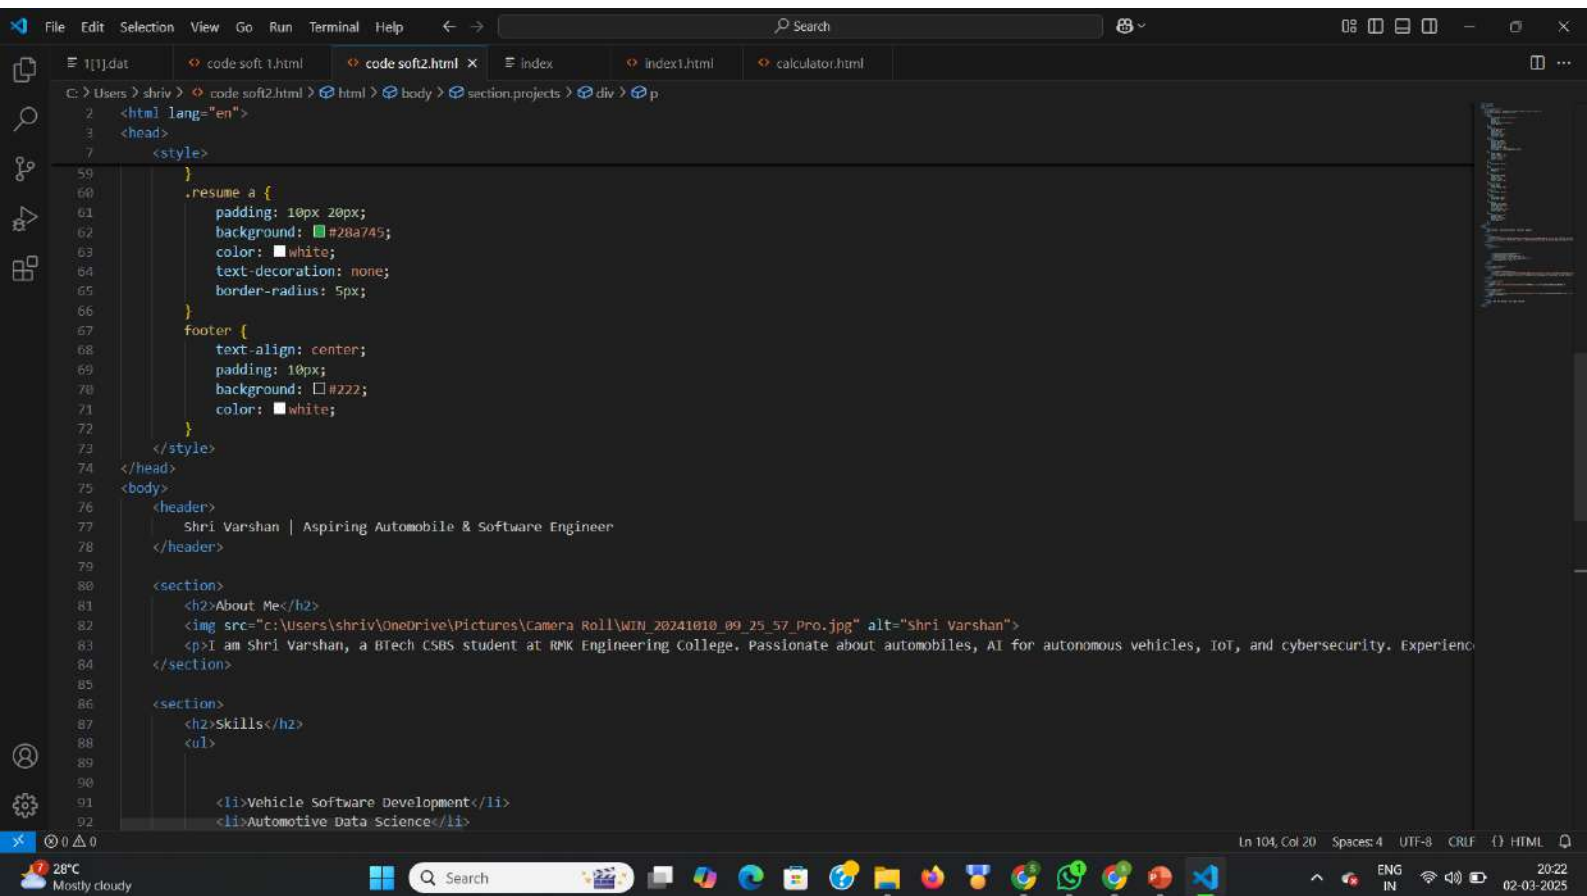 File Edit Selection View Go Run Terminal Help Search
1[1].dat code soft 1.html code soft2.html index index1.html calculator.html
C: > Users > shriv > code soft2.html > html > body > section.projects > div > p
2 <html lang="en">
3 <head>
7 <style>
59 }
60 .resume a {
61 padding: 10px 20px;
62 background: #28a745;
63 color: white;
64 text-decoration: none;
65 border-radius: 5px;
66 }
67 footer {
68 text-align: center;
69 padding: 10px;
70 background: #222;
71 color: white;
72 }
73 </style>
74 </head>
75 <body>
76 <header>
77 Shri Varshan | Aspiring Automobile & Software Engineer
78 </header>
79
80 <section>
81 <h2>About Me</h2>
82 <img src="c:\Users\shriv\OneDrive\Pictures\Camera Roll\WIN_20241010_09_25_57_Pro.jpg" alt="Shri Varshan">
83 <p>I am Shri Varshan, a BTech CSBS student at RMK Engineering College. Passionate about automobiles, AI for autonomous vehicles, IoT, and cybersecurity. Experienc
84 </section>
85
86 <section>
87 <h2>Skills</h2>
88 <ul>
89
90
91 <li>Vehicle Software Development</li>
92 <li>Automotive Data Science</li>
0 0 Ln 104, Col 20 Spaces: 4 UTF-8 CRLF {} HTML
7 28°C Search ENG 20:22
Mostly cloudy IN 02-03-2025